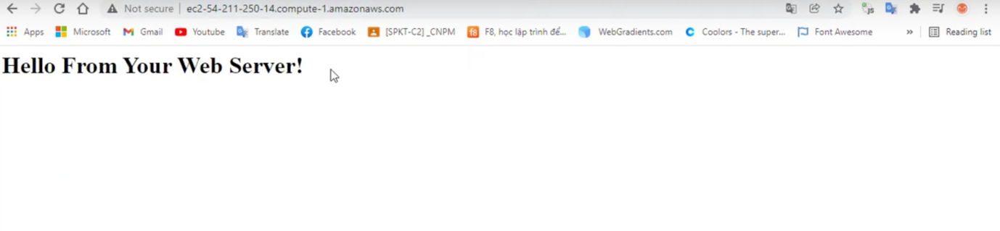 Not secure | ec2-54-211-250-14.compute-1.amazonaws.com
Apps Microsoft Gmail Youtube Translate Facebook [SPKT-C2] _CNPM F8, học lập trình để... WebGradients.com Coolors - The super... Font Awesome » Reading list
Hello From Your Web Server!